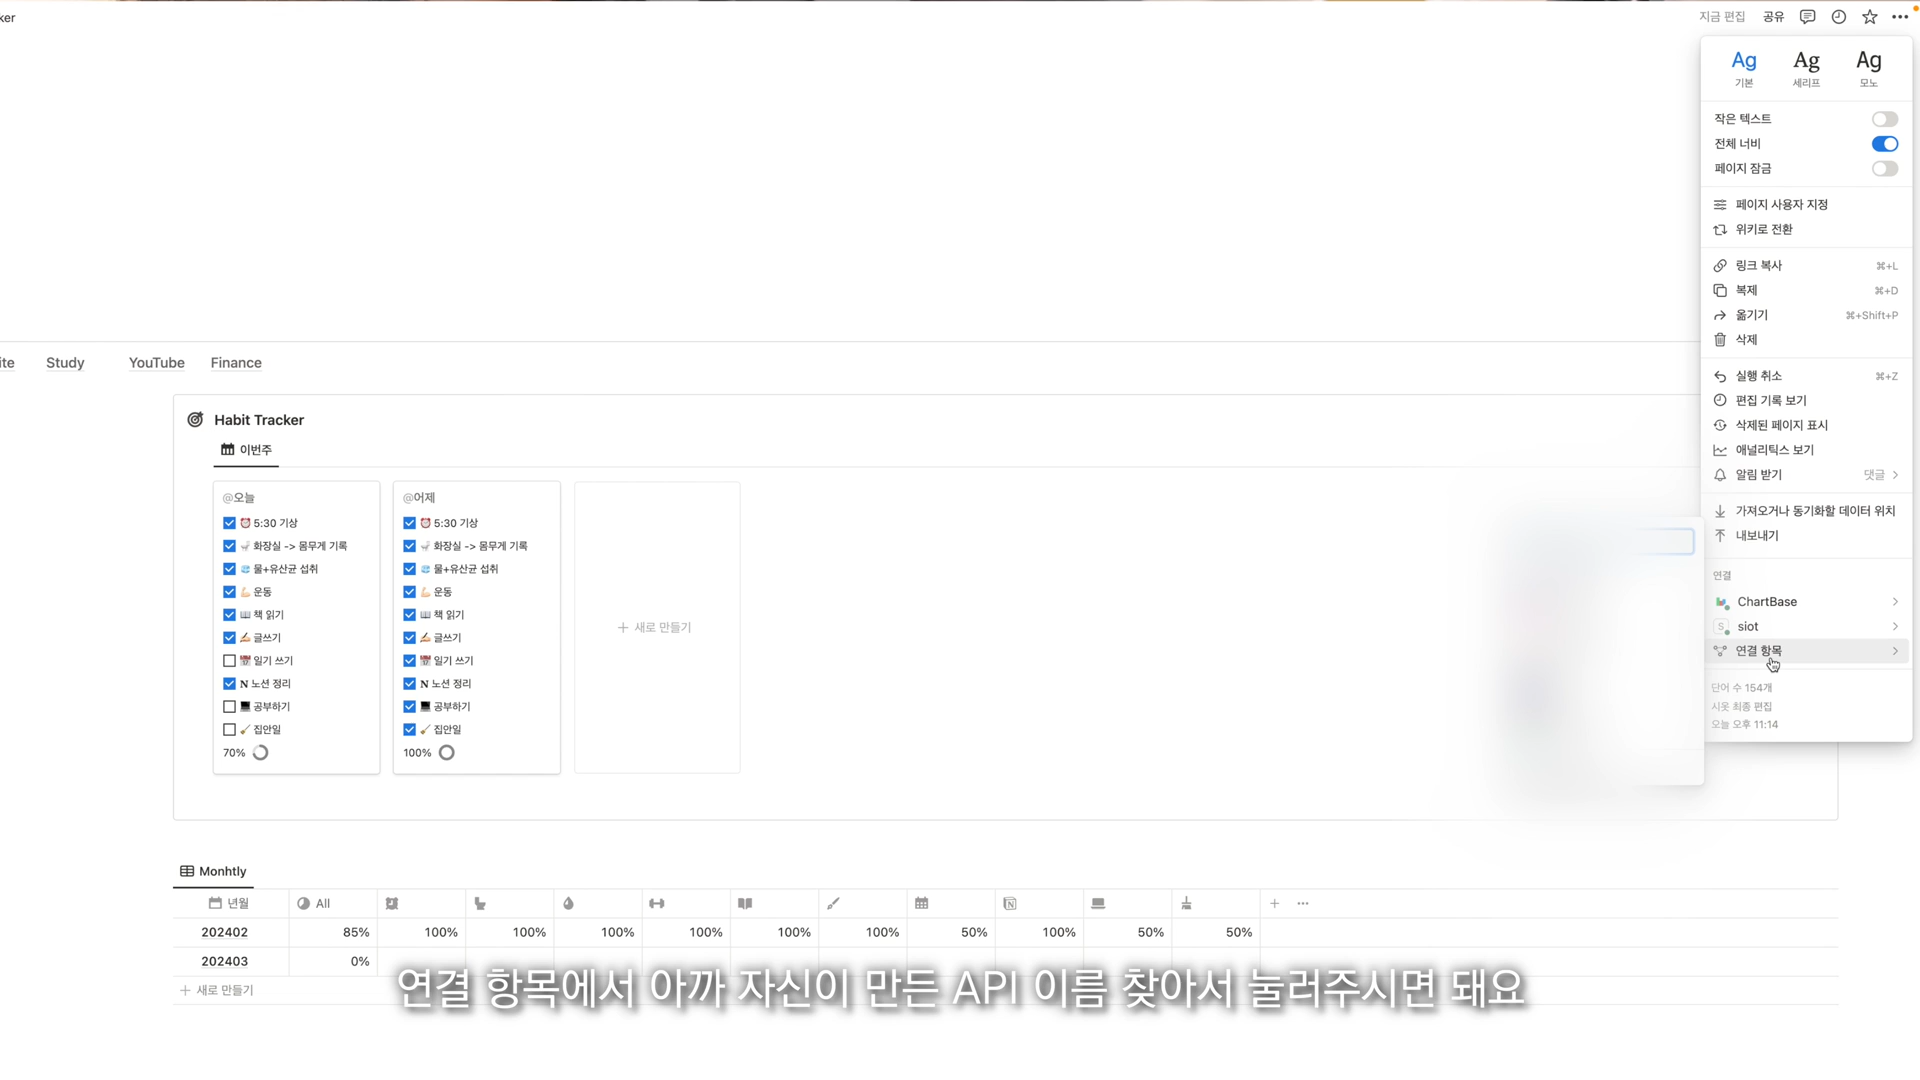 ker
지금 편집 공유
Ag Ag Ag
기본 세리프 모노
작은 텍스트
전체 너비
페이지 잠금
페이지 사용자 지정
위키로 전환
링크 복사 ⌘+L
복제 ⌘+D
옮기기 ⌘+Shift+P
삭제
실행 취소 ⌘+Z
편집 기록 보기
삭제된 페이지 표시
애널리틱스 보기
알림 받기 댓글
가져오거나 동기화할 데이터 위치
내보내기
연결
ChartBase
S siot
연결 항목
단어 수 154개
시옷 최종 편집
오늘 오후 11:14
ite Study YouTube Finance
Habit Tracker
이번주
@오늘
5:30 기상
화장실 -> 몸무게 기록
물+유산균 섭취
운동
책 읽기
글쓰기
일기 쓰기
N 노션 정리
공부하기
집안일
70%
@어제
5:30 기상
화장실 -> 몸무게 기록
물+유산균 섭취
운동
책 읽기
글쓰기
일기 쓰기
N 노션 정리
공부하기
집안일
100%
+ 새로 만들기
Monhtly
년월 All
202402 85% 100% 100% 100% 100% 100% 100% 50% 100% 50% 50%
202403 0%
+ 새로 만들기
연결 항목에서 아까 자신이 만든 API 이름 찾아서 눌러주시면 돼요